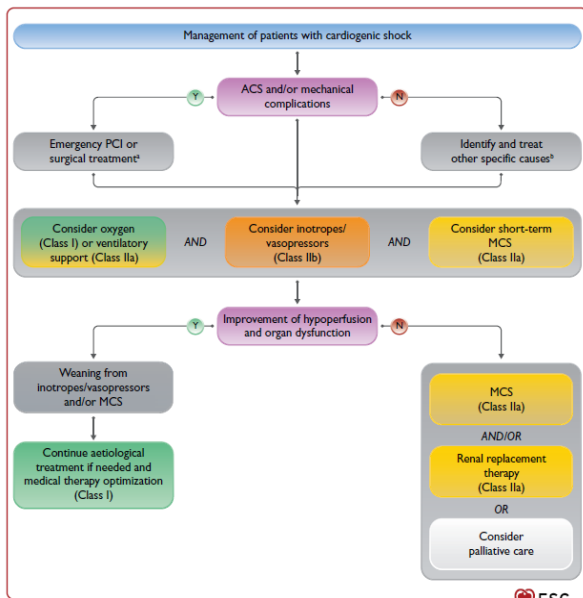 Management of patients with cardiogenic shock
ACS and/or mechanical
complications
Y
N
Emergency PCI or
surgical treatmentᵃ
Identify and treat
other specific causesᵇ
Consider oxygen
(Class I) or ventilatory
support (Class IIa)
AND
Consider inotropes/
vasopressors
(Class IIb)
AND
Consider short-term
MCS
(Class IIa)
Improvement of hypoperfusion
and organ dysfunction
Y
N
Weaning from
inotropes/vasopressors
and/or MCS
Continue aetiological
treatment if needed and
medical therapy optimization
(Class I)
MCS
(Class IIa)
AND/OR
Renal replacement
therapy
(Class IIa)
OR
Consider
palliative care
ESC